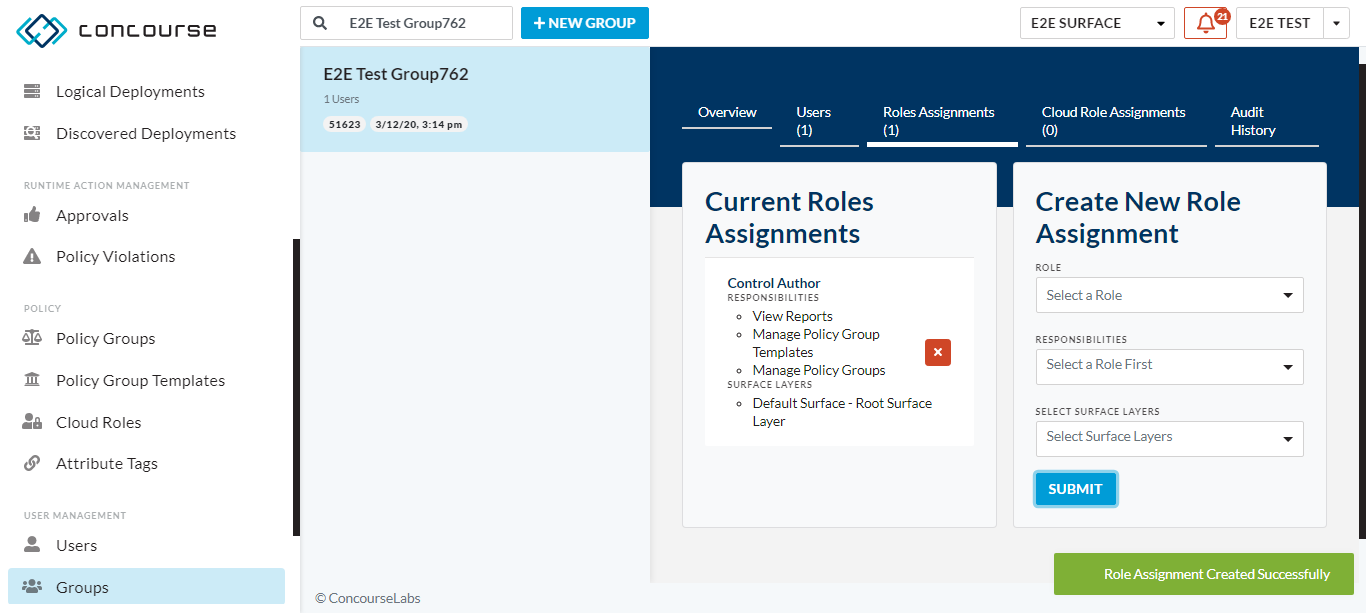 concourse
E2E Test Group762
+ NEW GROUP
E2E SURFACE
21
E2E TEST
Logical Deployments
Discovered Deployments
RUNTIME ACTION MANAGEMENT
Approvals
Policy Violations
POLICY
Policy Groups
Policy Group Templates
Cloud Roles
Attribute Tags
USER MANAGEMENT
Users
Groups
E2E Test Group762
1 Users
51623 3/12/20, 3:14 pm
Overview
Users
(1)
Roles Assignments
(1)
Cloud Role Assignments
(0)
Audit
History
Current Roles
Assignments
Control Author
RESPONSIBILITIES
View Reports
Manage Policy Group
Templates
Manage Policy Groups
SURFACE LAYERS
Default Surface - Root Surface
Layer
Create New Role
Assignment
ROLE
Select a Role
RESPONSIBILITIES
Select a Role First
SELECT SURFACE LAYERS
Select Surface Layers
SUBMIT
Role Assignment Created Successfully
© ConcourseLabs